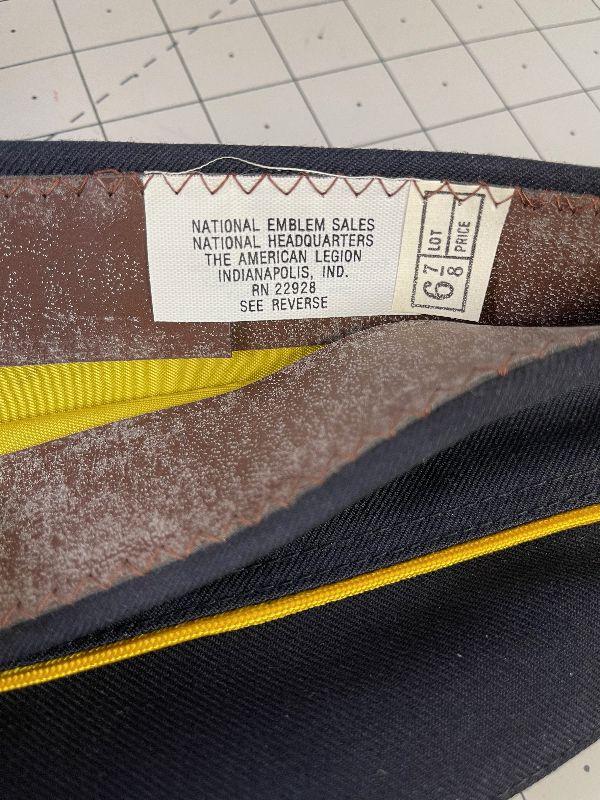 NATIONAL EMBLEM SALES
NATIONAL HEADQUARTERS
THE AMERICAN LEGION
INDIANAPOLIS, IND.
RN 22928
SEE REVERSE
6 7/8
LOT
PRICE